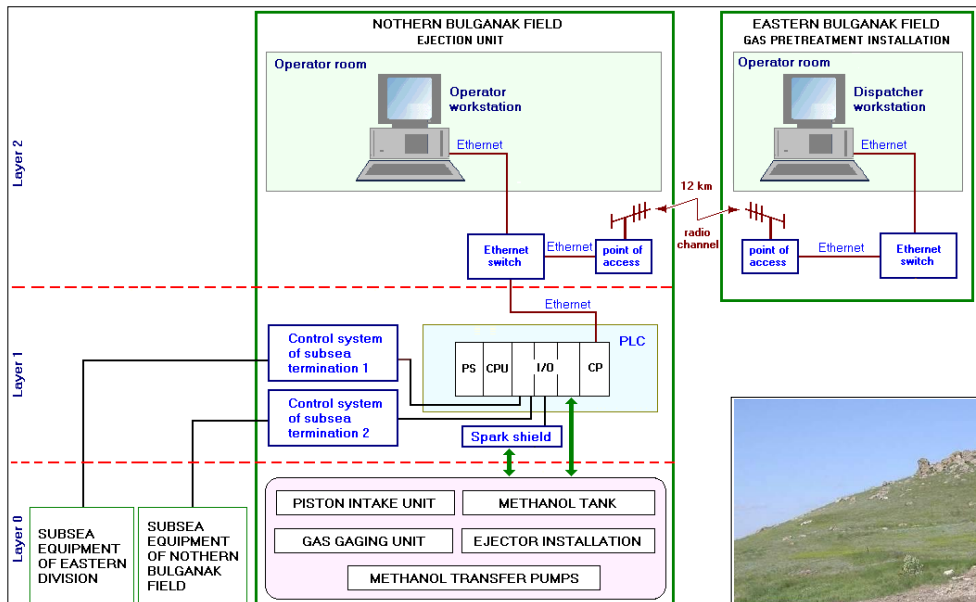 NOTHERN BULGANAK FIELD
EJECTION UNIT
Operator room
Operator
workstation
Ethernet
EASTERN BULGANAK FIELD
GAS PRETREATMENT INSTALLATION
Operator room
Dispatcher
workstation
Ethernet
Layer 2
12 km
radio
channel
Ethernet
switch
Ethernet
point of
access
point of
access
Ethernet
Ethernet
switch
Ethernet
Layer 1
Control system
of subsea
termination 1
Control system
of subsea
termination 2
PLC
PS
CPU
I/O
CP
Spark shield
Layer 0
SUBSEA
EQUIPMENT
OF EASTERN
DIVISION
SUBSEA
EQUIPMENT
OF NOTHERN
BULGANAK
FIELD
PISTON INTAKE UNIT
METHANOL TANK
GAS GAGING UNIT
EJECTOR INSTALLATION
METHANOL TRANSFER PUMPS